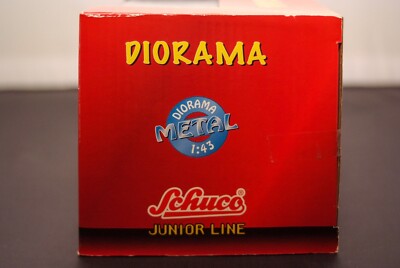 DIORAMA
DIORAMA
METAL
1:43
Schuco®
JUNIOR LINE